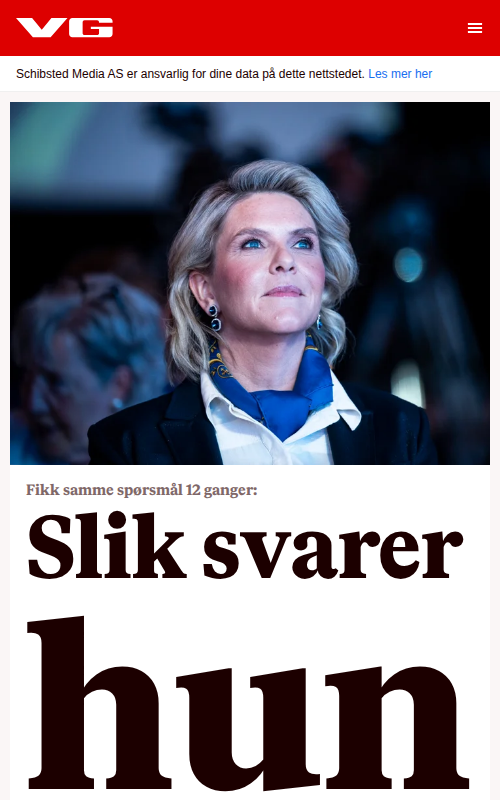 VG
Schibsted Media AS er ansvarlig for dine data på dette nettstedet. Les mer her
Fikk samme spørsmål 12 ganger:
Slik svarer
hun